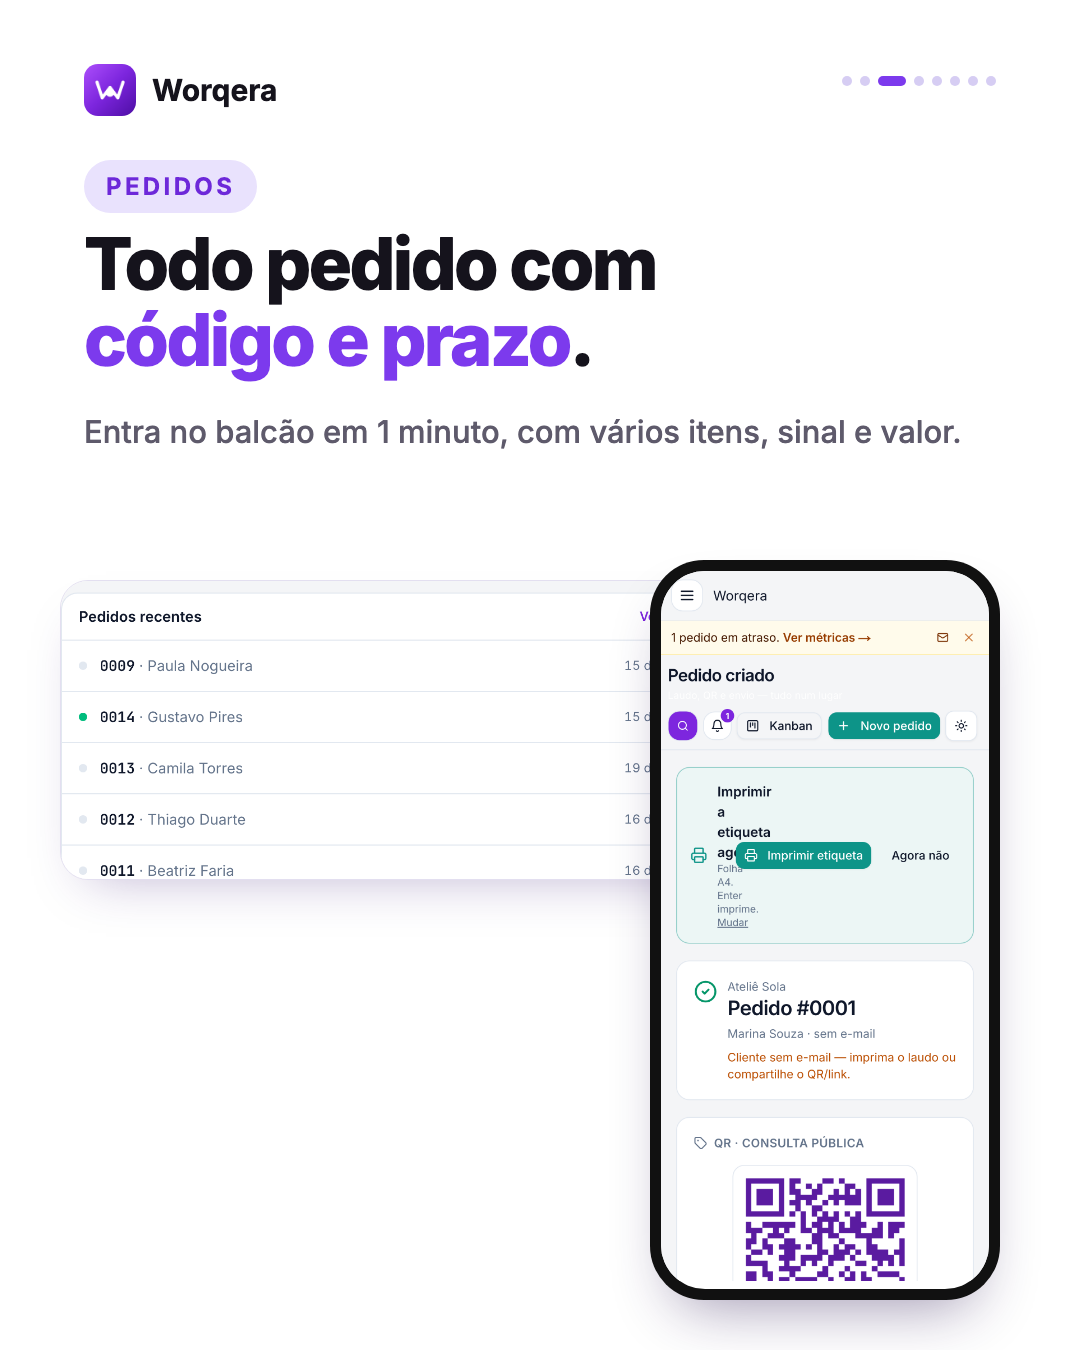 Worqera
PEDIDOS
Todo pedido com
código e prazo.
Entra no balcão em 1 minuto, com vários itens, sinal e valor.
Pedidos recentes
0009 · Paula Nogueira
15 d
0014 · Gustavo Pires
15 d
0013 · Camila Torres
19 d
0012 · Thiago Duarte
16 d
0011 · Beatriz Faria
16 d
Worqera
1 pedido em atraso. Ver métricas →
Pedido criado
1
Kanban
Novo pedido
Imprimir
a
etiqueta
Imprimir etiqueta
Agora não
Folha
A4.
Enter
imprime.
Mudar
Ateliê Sola
Pedido #0001
Marina Souza · sem e-mail
Cliente sem e-mail — imprima o laudo ou
compartilhe o QR/link.
QR · CONSULTA PÚBLICA